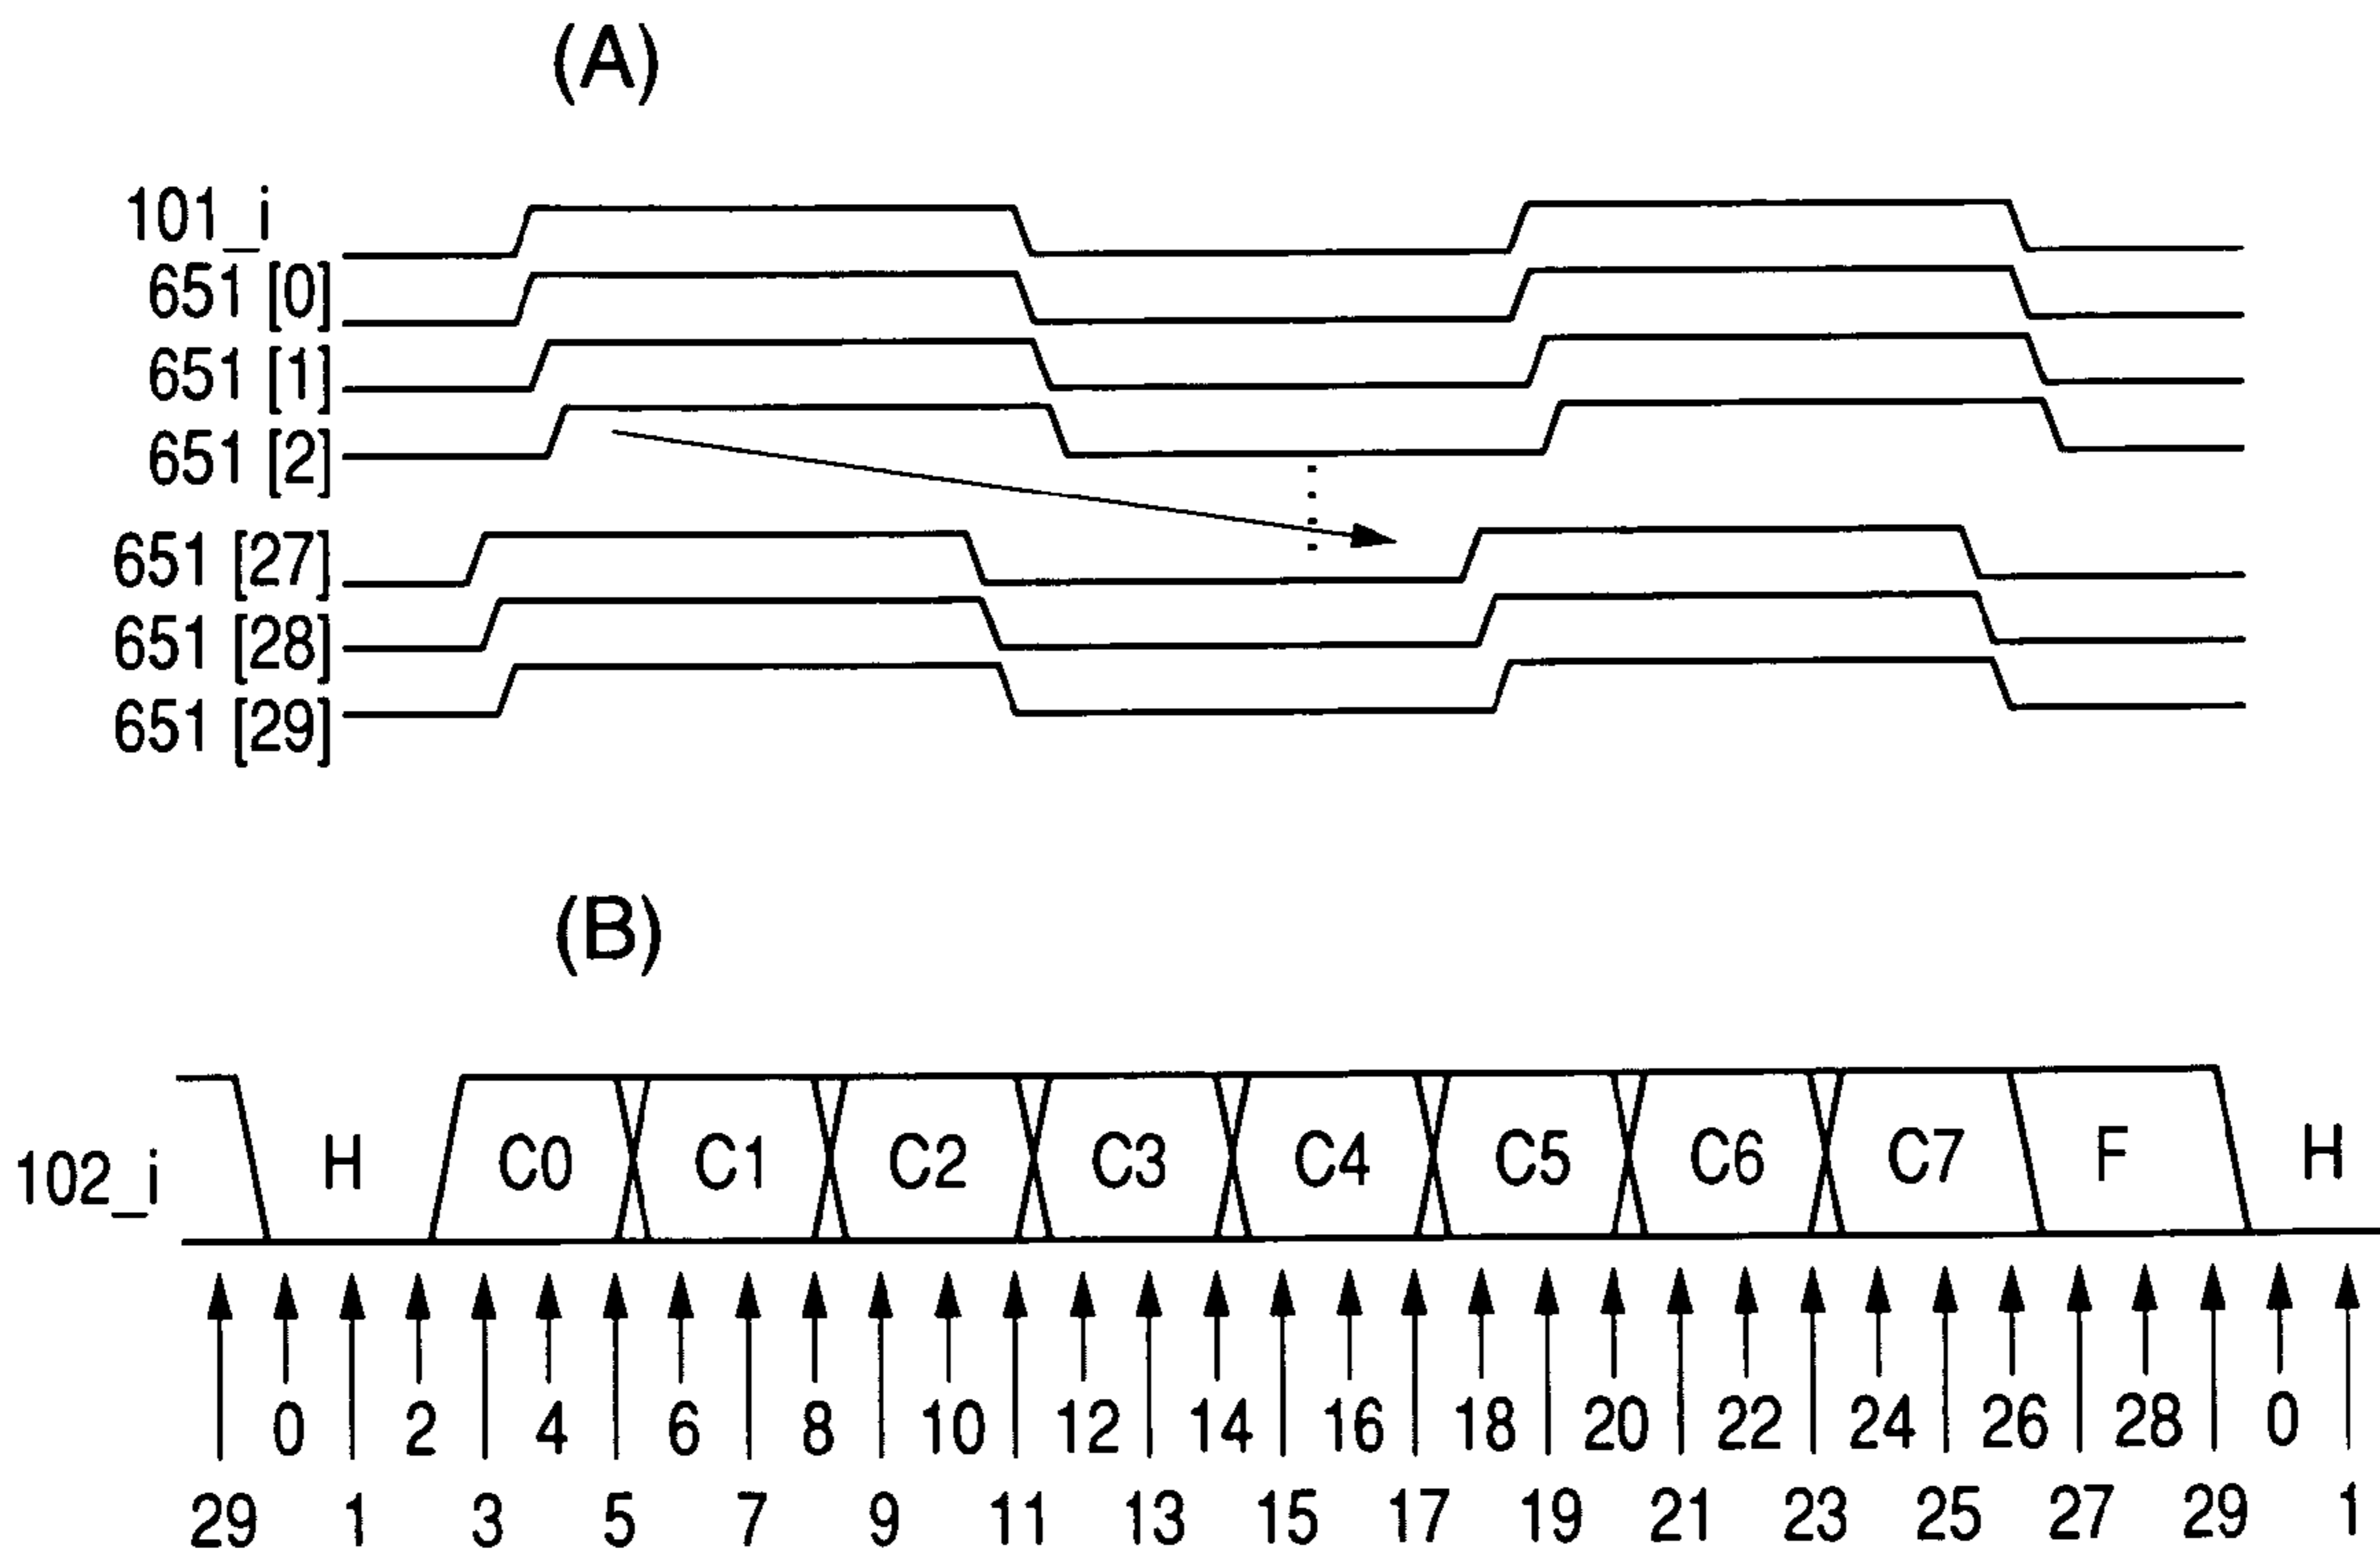 (A)
101_i
651 [0]
651 [1]
651 [2]
651 [27]
651 [28]
651 [29]
(B)
102_i H C0 C1 C2 C3 C4 C5 C6 C7 F H
0 2 4 6 8 10 12 14 16 18 20 22 24 26 28 0
29 1 3 5 7 9 11 13 15 17 19 21 23 25 27 29 1